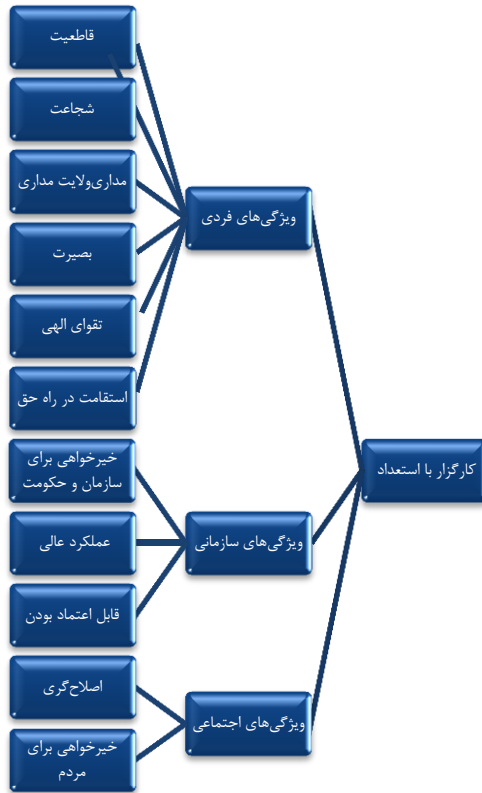 کارگزار با استعداد
ویژگی‌های فردی
قاطعیت
شجاعت
مداری‌ولایت مداری
بصیرت
تقوای الهی
استقامت در راه حق
ویژگی‌های سازمانی
خیرخواهی برای
سازمان و حکومت
عملکرد عالی
قابل اعتماد بودن
ویژگی‌های اجتماعی
اصلاح‌گری
خیرخواهی برای
مردم